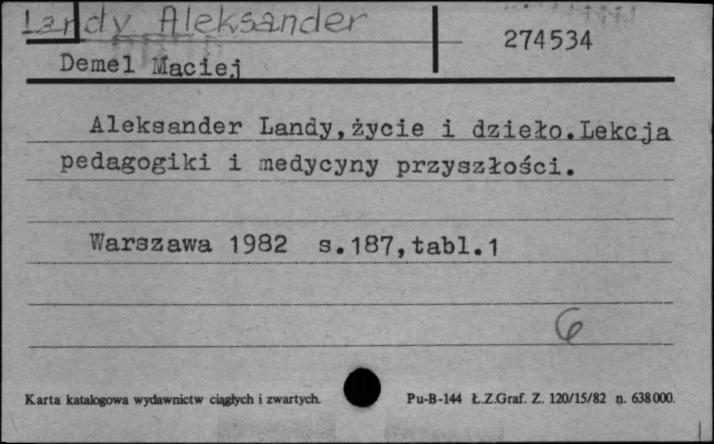 Landy Aleksander
274534
Demel Maciej
Aleksander Landy,życie i dzieło.Lekcja
pedagogiki i medycyny przyszłości.
Warszawa 1982 s.187,tabl.1
6
Karta katalogowa wydawnictw ciągłych i zwartych.
Pu-B-144 Ł.Z.Graf. Z. 120/15/82 n. 638000.